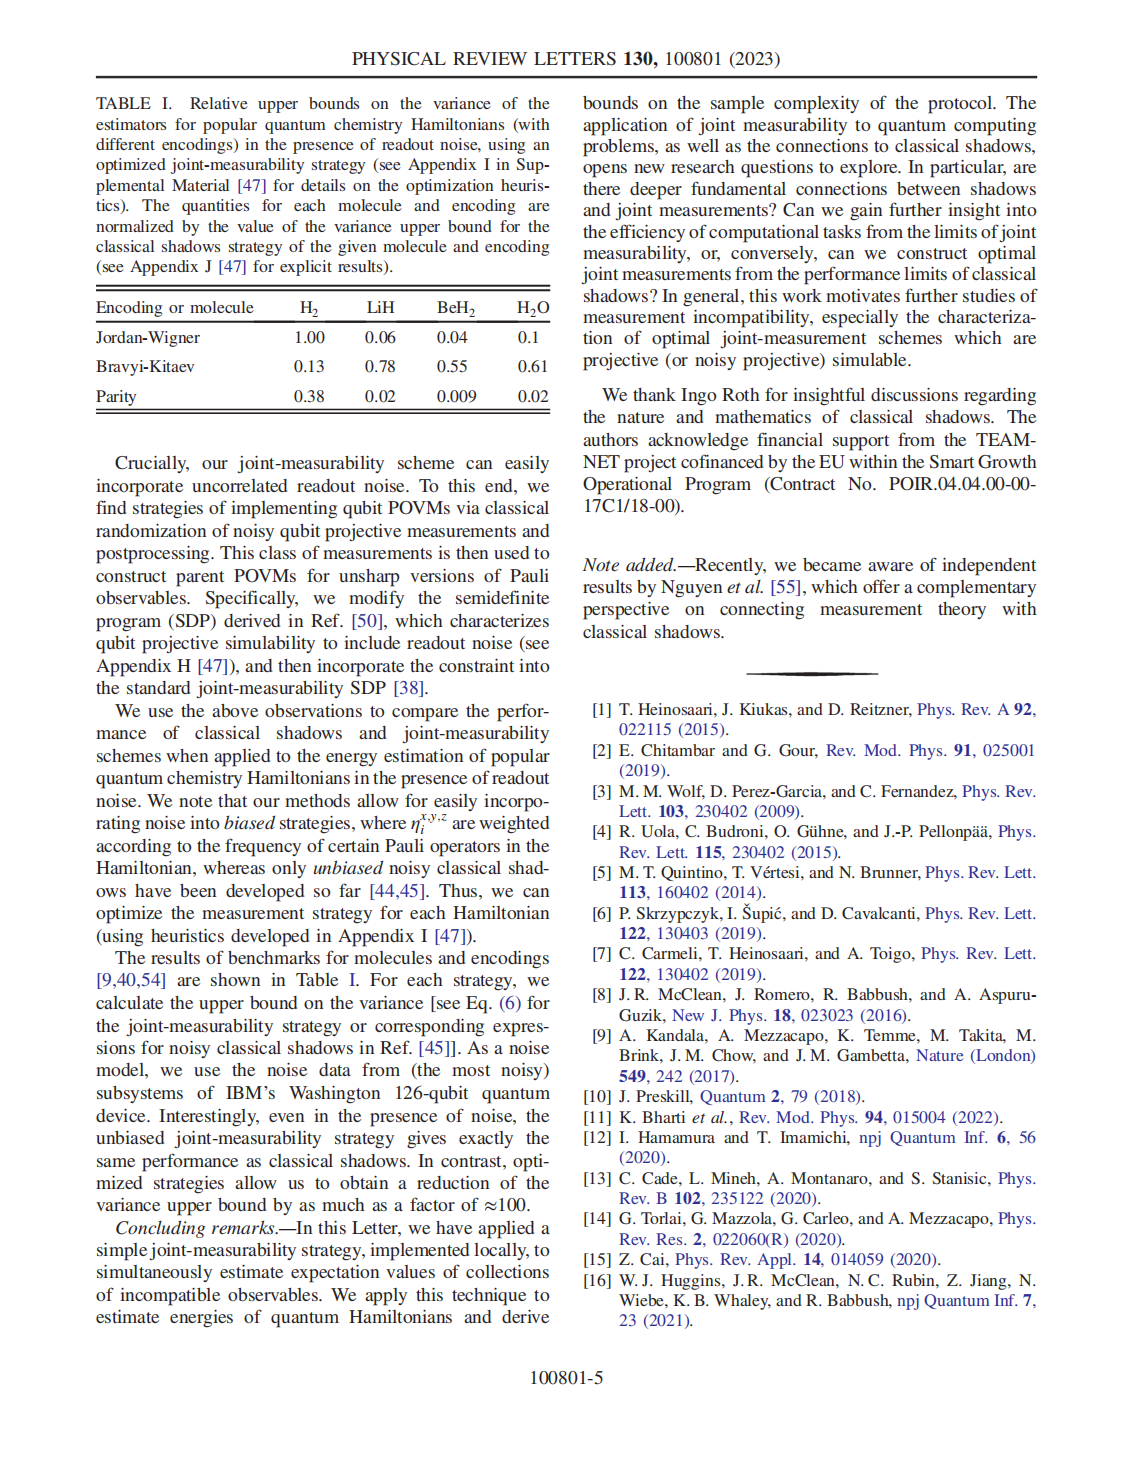 PHYSICAL REVIEW LETTERS 130, 100801 (2023)
TABLE I. Relative upper bounds on the variance of the
estimators for popular quantum chemistry Hamiltonians (with
different encodings) in the presence of readout noise, using an
optimized joint-measurability strategy (see Appendix I in Sup-
plemental Material [47] for details on the optimization heuris-
tics). The quantities for each molecule and encoding are
normalized by the value of the variance upper bound for the
classical shadows strategy of the given molecule and encoding
(see Appendix J [47] for explicit results).
Encoding or molecule H2 LiH BeH2 H2O
Jordan-Wigner 1.00 0.06 0.04 0.1
Bravyi-Kitaev 0.13 0.78 0.55 0.61
Parity 0.38 0.02 0.009 0.02
Crucially, our joint-measurability scheme can easily
incorporate uncorrelated readout noise. To this end, we
find strategies of implementing qubit POVMs via classical
randomization of noisy qubit projective measurements and
postprocessing. This class of measurements is then used to
construct parent POVMs for unsharp versions of Pauli
observables. Specifically, we modify the semidefinite
program (SDP) derived in Ref. [50], which characterizes
qubit projective simulability to include readout noise (see
Appendix H [47]), and then incorporate the constraint into
the standard joint-measurability SDP [38].
We use the above observations to compare the perfor-
mance of classical shadows and joint-measurability
schemes when applied to the energy estimation of popular
quantum chemistry Hamiltonians in the presence of readout
noise. We note that our methods allow for easily incorpo-
rating noise into biased strategies, where η_i^{x,y,z} are weighted
according to the frequency of certain Pauli operators in the
Hamiltonian, whereas only unbiased noisy classical shad-
ows have been developed so far [44,45]. Thus, we can
optimize the measurement strategy for each Hamiltonian
(using heuristics developed in Appendix I [47]).
The results of benchmarks for molecules and encodings
[9,40,54] are shown in Table I. For each strategy, we
calculate the upper bound on the variance [see Eq. (6) for
the joint-measurability strategy or corresponding expres-
sions for noisy classical shadows in Ref. [45]]. As a noise
model, we use the noise data from (the most noisy)
subsystems of IBM's Washington 126-qubit quantum
device. Interestingly, even in the presence of noise, the
unbiased joint-measurability strategy gives exactly the
same performance as classical shadows. In contrast, opti-
mized strategies allow us to obtain a reduction of the
variance upper bound by as much as a factor of ≈100.
Concluding remarks.—In this Letter, we have applied a
simple joint-measurability strategy, implemented locally, to
simultaneously estimate expectation values of collections
of incompatible observables. We apply this technique to
estimate energies of quantum Hamiltonians and derive
bounds on the sample complexity of the protocol. The
application of joint measurability to quantum computing
problems, as well as the connections to classical shadows,
opens new research questions to explore. In particular, are
there deeper fundamental connections between shadows
and joint measurements? Can we gain further insight into
the efficiency of computational tasks from the limits of joint
measurability, or, conversely, can we construct optimal
joint measurements from the performance limits of classical
shadows? In general, this work motivates further studies of
measurement incompatibility, especially the characteriza-
tion of optimal joint-measurement schemes which are
projective (or noisy projective) simulable.
We thank Ingo Roth for insightful discussions regarding
the nature and mathematics of classical shadows. The
authors acknowledge financial support from the TEAM-
NET project cofinanced by the EU within the Smart Growth
Operational Program (Contract No. POIR.04.04.00-00-
17C1/18-00).
Note added.—Recently, we became aware of independent
results by Nguyen et al. [55], which offer a complementary
perspective on connecting measurement theory with
classical shadows.
[1] T. Heinosaari, J. Kiukas, and D. Reitzner, Phys. Rev. A 92,
022115 (2015).
[2] E. Chitambar and G. Gour, Rev. Mod. Phys. 91, 025001
(2019).
[3] M. M. Wolf, D. Perez-Garcia, and C. Fernandez, Phys. Rev.
Lett. 103, 230402 (2009).
[4] R. Uola, C. Budroni, O. Gühne, and J.-P. Pellonpää, Phys.
Rev. Lett. 115, 230402 (2015).
[5] M. T. Quintino, T. Vértesi, and N. Brunner, Phys. Rev. Lett.
113, 160402 (2014).
[6] P. Skrzypczyk, I. Šupić, and D. Cavalcanti, Phys. Rev. Lett.
122, 130403 (2019).
[7] C. Carmeli, T. Heinosaari, and A. Toigo, Phys. Rev. Lett.
122, 130402 (2019).
[8] J. R. McClean, J. Romero, R. Babbush, and A. Aspuru-
Guzik, New J. Phys. 18, 023023 (2016).
[9] A. Kandala, A. Mezzacapo, K. Temme, M. Takita, M.
Brink, J. M. Chow, and J. M. Gambetta, Nature (London)
549, 242 (2017).
[10] J. Preskill, Quantum 2, 79 (2018).
[11] K. Bharti et al., Rev. Mod. Phys. 94, 015004 (2022).
[12] I. Hamamura and T. Imamichi, npj Quantum Inf. 6, 56
(2020).
[13] C. Cade, L. Mineh, A. Montanaro, and S. Stanisic, Phys.
Rev. B 102, 235122 (2020).
[14] G. Torlai, G. Mazzola, G. Carleo, and A. Mezzacapo, Phys.
Rev. Res. 2, 022060(R) (2020).
[15] Z. Cai, Phys. Rev. Appl. 14, 014059 (2020).
[16] W. J. Huggins, J. R. McClean, N. C. Rubin, Z. Jiang, N.
Wiebe, K. B. Whaley, and R. Babbush, npj Quantum Inf. 7,
23 (2021).
100801-5